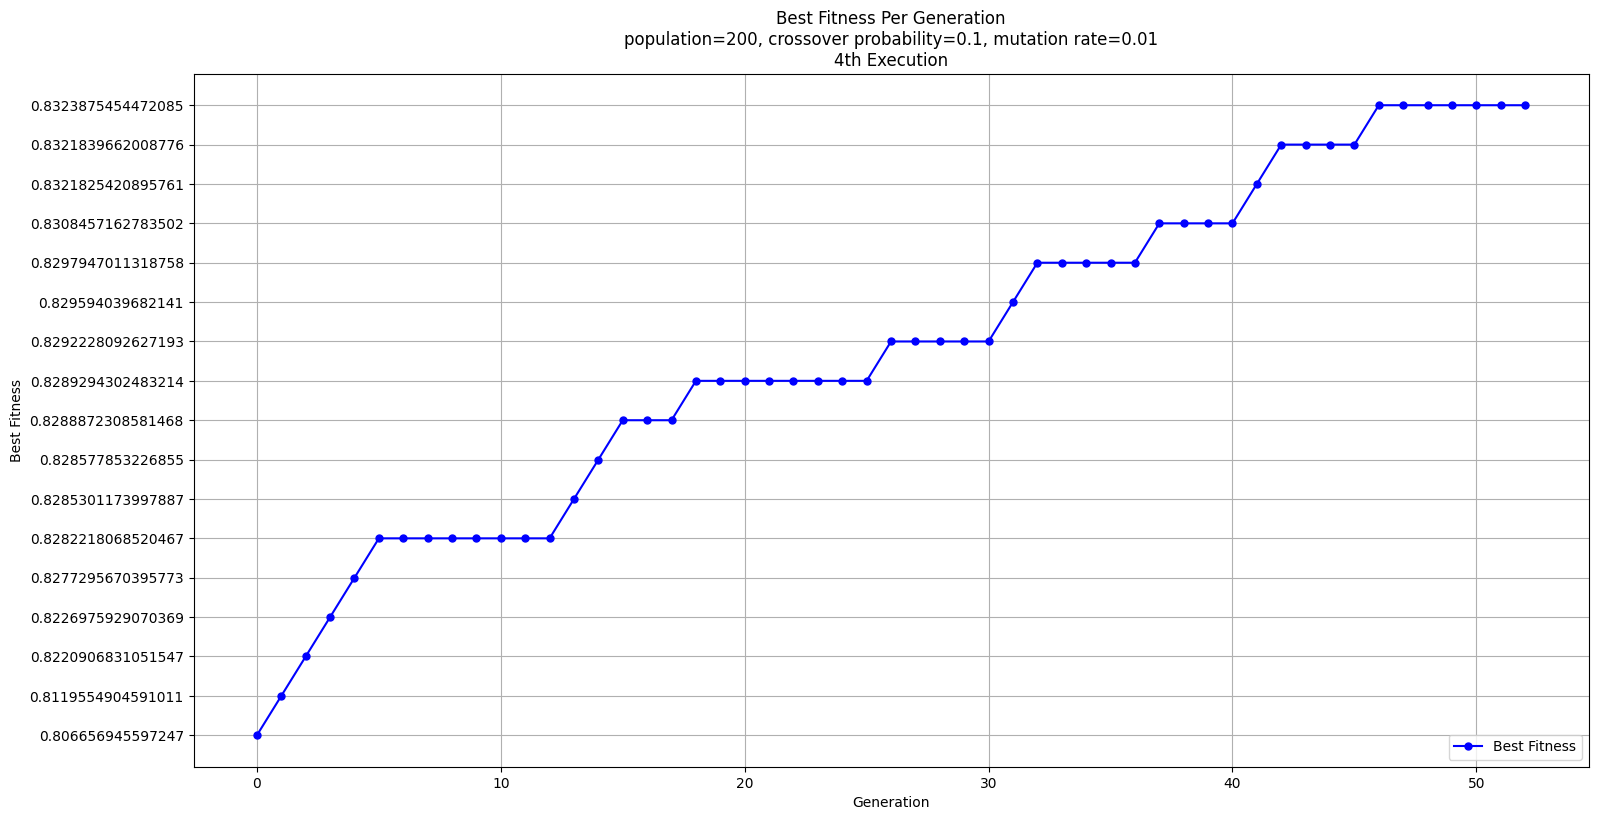 Best Fitness Per Generation
population=200, crossover probability=0.1, mutation rate=0.01
4th Execution
Best Fitness
0.8323875454472085
0.8321839662008776
0.8321825420895761
0.8308457162783502
0.8297947011318758
0.829594039682141
0.8292228092627193
0.8289294302483214
0.8288872308581468
0.828577853226855
0.8285301173997887
0.8282218068520467
0.8277295670395773
0.8226975929070369
0.8220906831051547
0.8119554904591011
0.806656945597247
Best Fitness
0 10 20 30 40 50
Generation